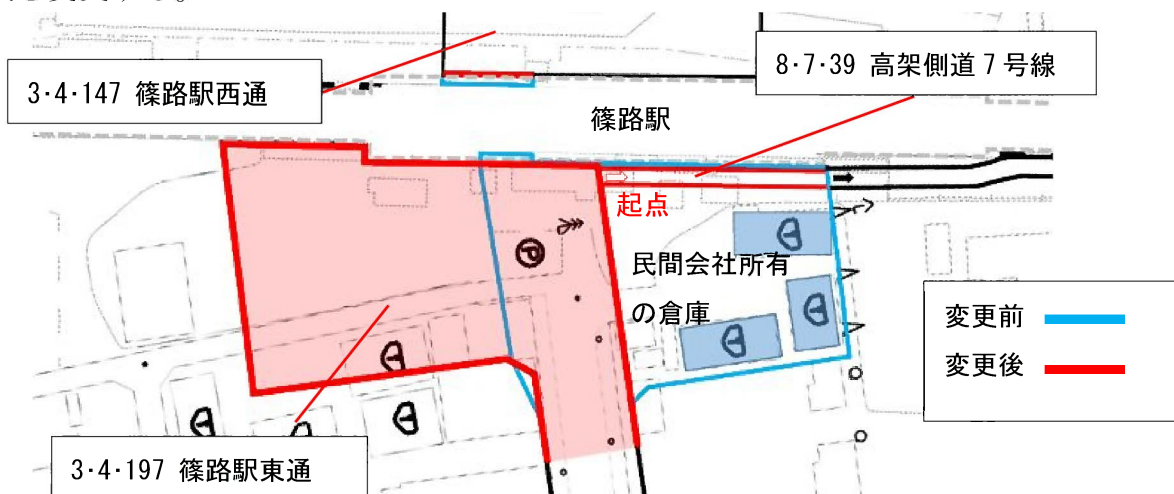 3・4・147 篠路駅西通
8・7・39 高架側道７号線
篠路駅
起点
民間会社所有
の倉庫
P
変更前
変更後
3・4・197 篠路駅東通